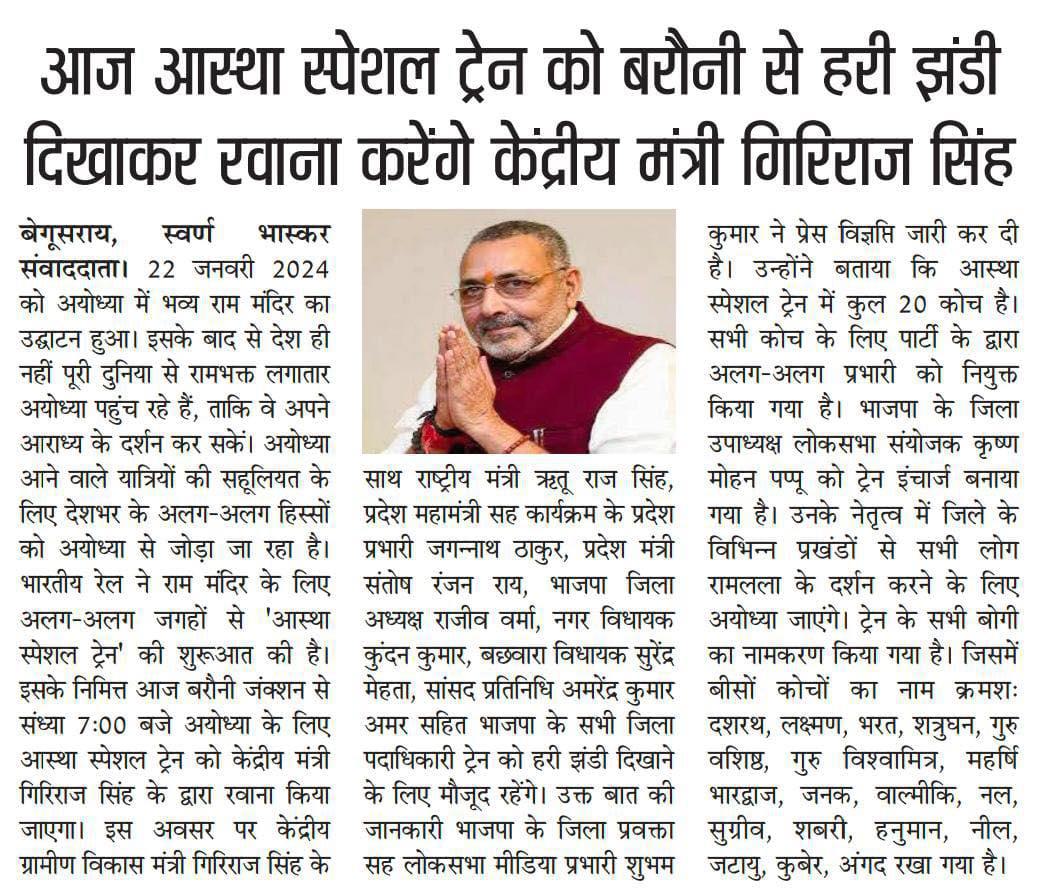 आज आस्था स्पेशल ट्रेन को बरौनी से हरी झंडी
दिखाकर रवाना करेंगे केंद्रीय मंत्री गिरिराज सिंह
बेगूसराय, स्वर्ण भास्कर
संवाददाता। 22 जनवरी 2024
को अयोध्या में भव्य राम मंदिर का
उद्घाटन हुआ। इसके बाद से देश ही
नहीं पूरी दुनिया से रामभक्त लगातार
अयोध्या पहुंच रहे हैं, ताकि वे अपने
आराध्य के दर्शन कर सकें। अयोध्या
आने वाले यात्रियों की सहूलियत के
लिए देशभर के अलग-अलग हिस्सों
को अयोध्या से जोड़ा जा रहा है।
भारतीय रेल ने राम मंदिर के लिए
अलग-अलग जगहों से 'आस्था
स्पेशल ट्रेन' की शुरूआत की है।
इसके निमित्त आज बरौनी जंक्शन से
संध्या 7:00 बजे अयोध्या के लिए
आस्था स्पेशल ट्रेन को केंद्रीय मंत्री
गिरिराज सिंह के द्वारा रवाना किया
जाएगा। इस अवसर पर केंद्रीय
ग्रामीण विकास मंत्री गिरिराज सिंह के
साथ राष्ट्रीय मंत्री ऋतू राज सिंह,
प्रदेश महामंत्री सह कार्यक्रम के प्रदेश
प्रभारी जगन्नाथ ठाकुर, प्रदेश मंत्री
संतोष रंजन राय, भाजपा जिला
अध्यक्ष राजीव वर्मा, नगर विधायक
कुंदन कुमार, बछवारा विधायक सुरेंद्र
मेहता, सांसद प्रतिनिधि अमरेंद्र कुमार
अमर सहित भाजपा के सभी जिला
पदाधिकारी ट्रेन को हरी झंडी दिखाने
के लिए मौजूद रहेंगे। उक्त बात की
जानकारी भाजपा के जिला प्रवक्ता
सह लोकसभा मीडिया प्रभारी शुभम
कुमार ने प्रेस विज्ञप्ति जारी कर दी
है। उन्होंने बताया कि आस्था
स्पेशल ट्रेन में कुल 20 कोच है।
सभी कोच के लिए पार्टी के द्वारा
अलग-अलग प्रभारी को नियुक्त
किया गया है। भाजपा के जिला
उपाध्यक्ष लोकसभा संयोजक कृष्ण
मोहन पप्पू को ट्रेन इंचार्ज बनाया
गया है। उनके नेतृत्व में जिले के
विभिन्न प्रखंडों से सभी लोग
रामलला के दर्शन करने के लिए
अयोध्या जाएंगे। ट्रेन के सभी बोगी
का नामकरण किया गया है। जिसमें
बीसों कोचों का नाम क्रमशः
दशरथ, लक्ष्मण, भरत, शत्रुघन, गुरु
वशिष्ठ, गुरु विश्वामित्र, महर्षि
भारद्वाज, जनक, वाल्मीकि, नल,
सुग्रीव, शबरी, हनुमान, नील,
जटायु, कुबेर, अंगद रखा गया है।